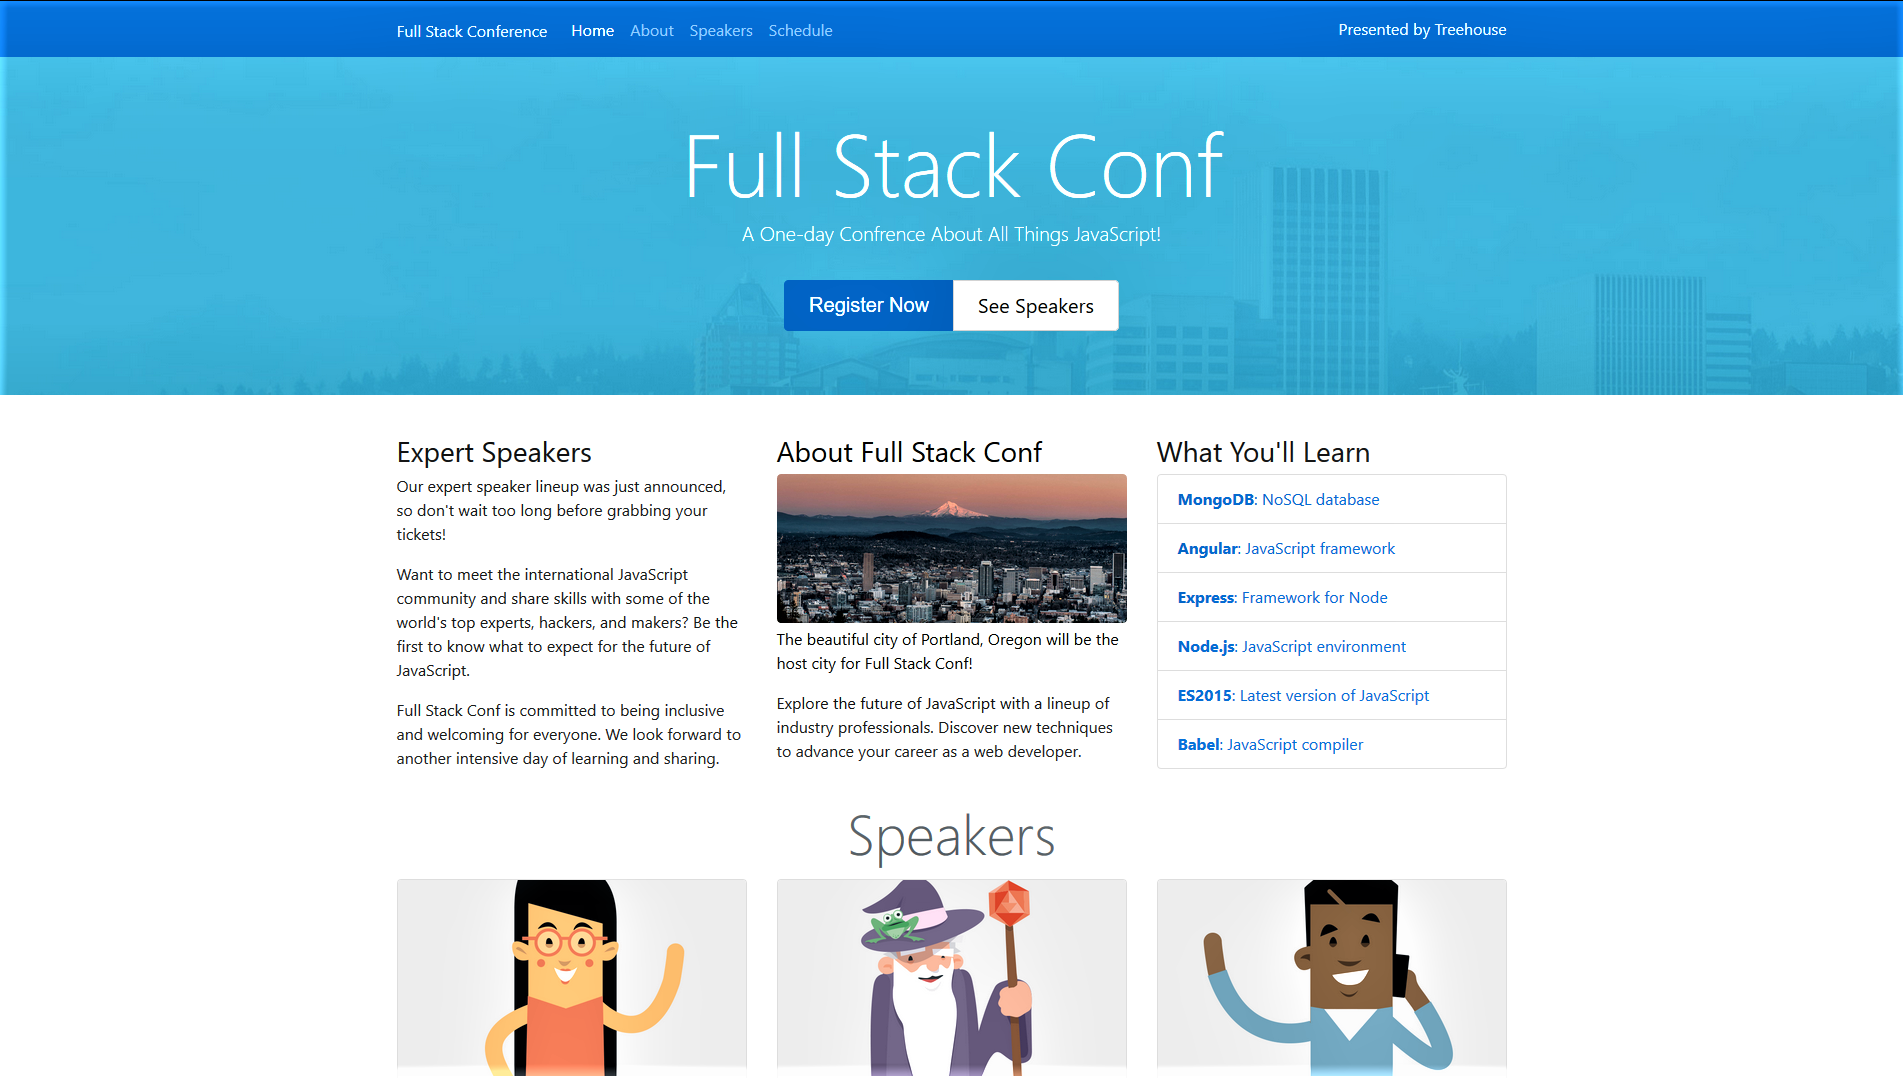 Full Stack Conference Home About Speakers Schedule Presented by Treehouse
Full Stack Conf
A One-day Confrence About All Things JavaScript!
Register Now See Speakers
Expert Speakers
Our expert speaker lineup was just announced,
so don't wait too long before grabbing your
tickets!
Want to meet the international JavaScript
community and share skills with some of the
world's top experts, hackers, and makers? Be the
first to know what to expect for the future of
JavaScript.
Full Stack Conf is committed to being inclusive
and welcoming for everyone. We look forward to
another intensive day of learning and sharing.
About Full Stack Conf
The beautiful city of Portland, Oregon will be the
host city for Full Stack Conf!
Explore the future of JavaScript with a lineup of
industry professionals. Discover new techniques
to advance your career as a web developer.
What You'll Learn
MongoDB: NoSQL database
Angular: JavaScript framework
Express: Framework for Node
Node.js: JavaScript environment
ES2015: Latest version of JavaScript
Babel: JavaScript compiler
Speakers